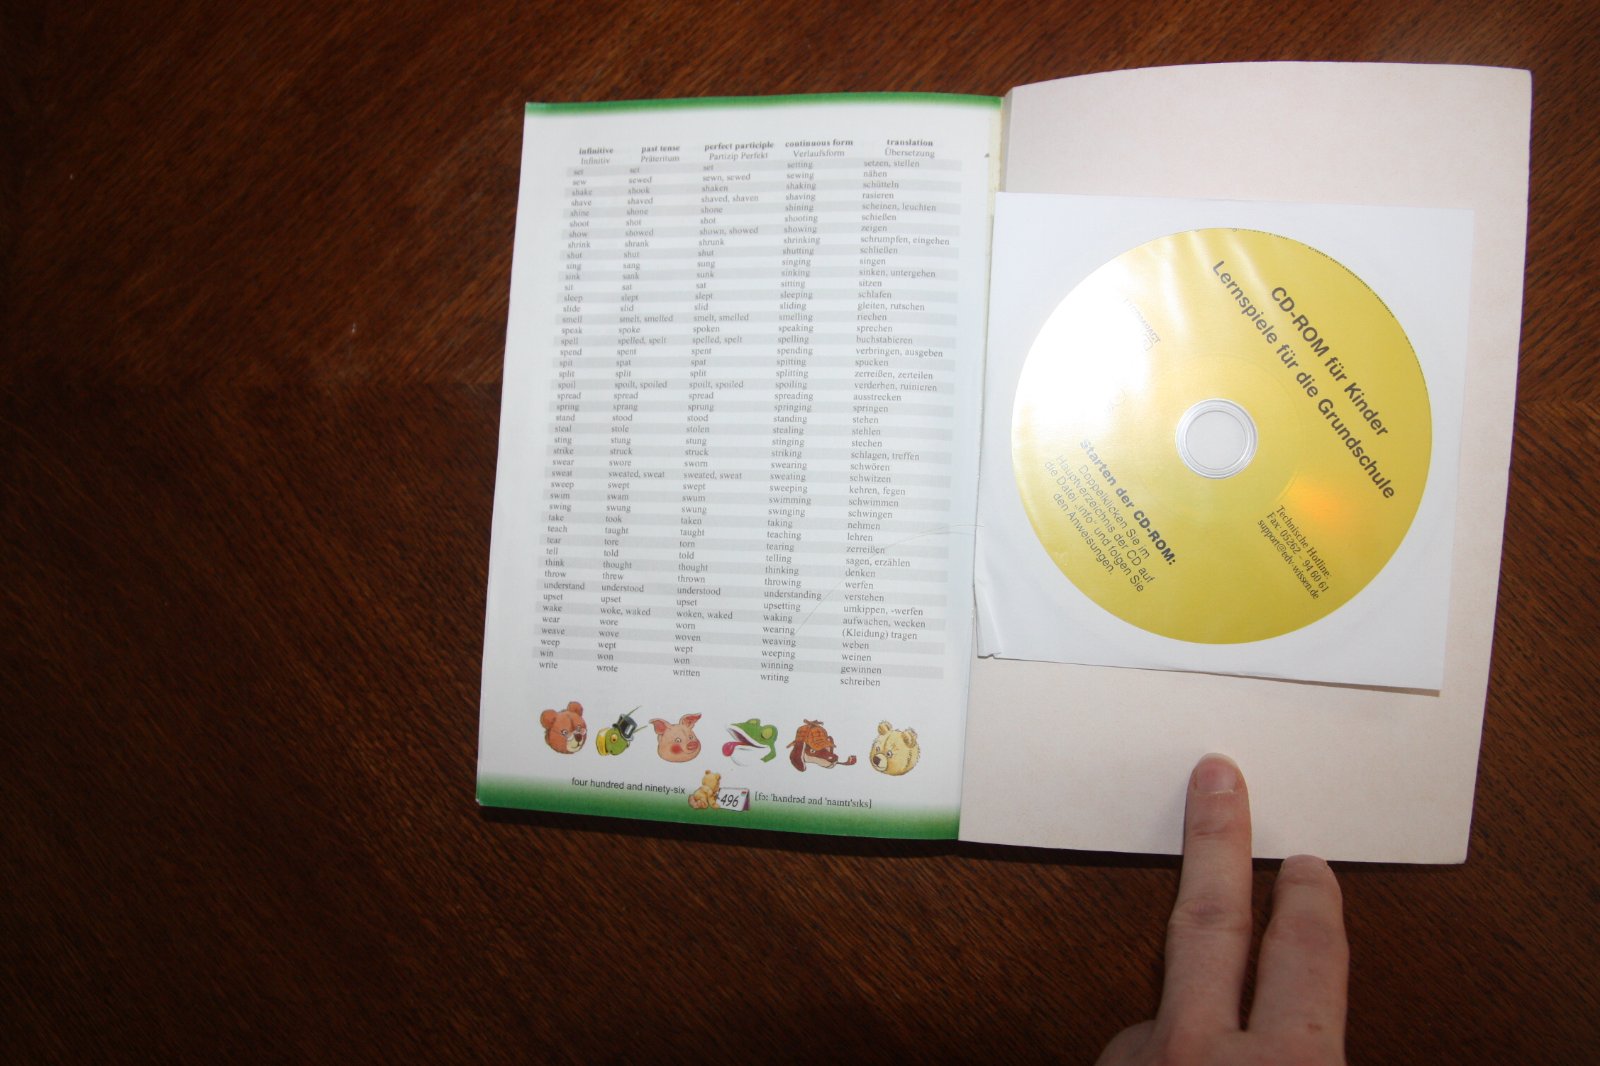 infinitive past tense perfect participle continuous form translation
Infinitiv Präteritum Partizip Perfekt Verlaufsform Übersetzung
set set set setting setzen, stellen
sew sewed sewn, sewed sewing nähen
shake shook shaken shaking schütteln
shave shaved shaved, shaven shaving rasieren
shine shone shone shining scheinen, leuchten
shoot shot shot shooting schießen
show showed shown, showed showing zeigen
shrink shrank shrunk shrinking schrumpfen, eingehen
shut shut shut shutting schließen
sing sang sung singing singen
sink sank sunk sinking sinken, untergehen
sit sat sat sitting sitzen
sleep slept slept sleeping schlafen
slide slid slid sliding gleiten, rutschen
smell smelt, smelled smelt, smelled smelling riechen
speak spoke spoken speaking sprechen
spell spelled, spelt spelled, spelt spelling buchstabieren
spend spent spent spending verbringen, ausgeben
spit spat spat spitting spucken
split split split splitting zerreißen, zerteilen
spoil spoilt, spoiled spoilt, spoiled spoiling verderben, ruinieren
spread spread spread spreading ausstrecken
spring sprang sprung springing springen
stand stood stood standing stehen
steal stole stolen stealing stehlen
sting stung stung stinging stechen
strike struck struck striking schlagen, treffen
swear swore sworn swearing schwören
sweat sweated, sweat sweated, sweat sweating schwitzen
sweep swept swept sweeping kehren, fegen
swim swam swum swimming schwimmen
swing swung swung swinging schwingen
take took taken taking nehmen
teach taught taught teaching lehren
tear tore torn tearing zerreißen
tell told told telling sagen, erzählen
think thought thought thinking denken
throw threw thrown throwing werfen
understand understood understood understanding verstehen
upset upset upset upsetting umkippen, -werfen
wake woke, waked woken, waked waking aufwachen, wecken
wear wore worn wearing (Kleidung) tragen
weave wove woven weaving weben
weep wept wept weeping weinen
win won won winning gewinnen
write wrote written writing schreiben
four hundred and ninety-six 496 [fɔ: 'hʌndrəd ənd 'naıntı'sıks]
CD-ROM für Kinder
Lernspiele für die Grundschule
Starten der CD-ROM:
Doppelklicken Sie im
Hauptverzeichnis der CD auf
die Datei „info“ und folgen Sie
den Anweisungen.
Technische Hotline:
Fax: 05262 - 94 60 61
support@edv-wissen.de